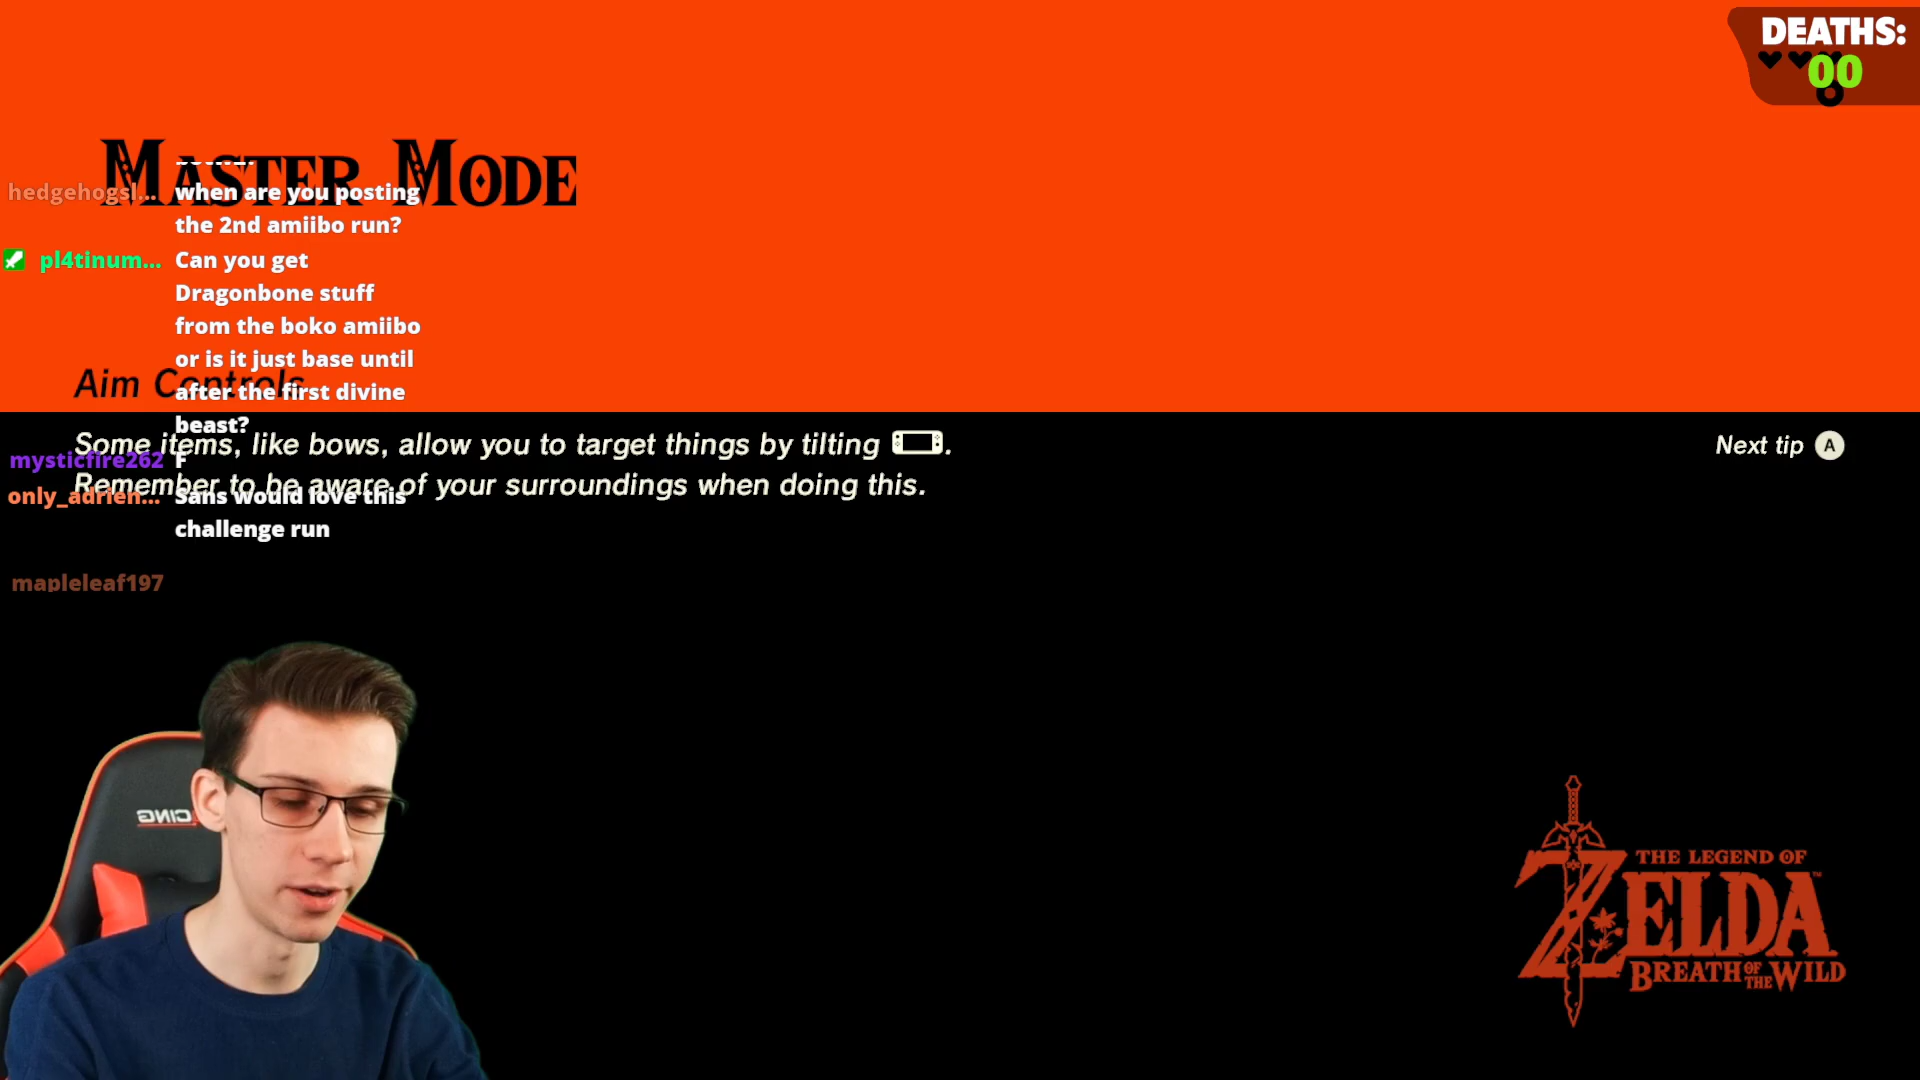 DEATHS:
00
MASTER MODE
hedgehogsl... when are you posting
the 2nd amiibo run?
pl4tinum... Can you get
Dragonbone stuff
from the boko amiibo
or is it just base until
after the first divine
beast?
Aim Controls
Some items, like bows, allow you to target things by tilting .
Remember to be aware of your surroundings when doing this.
Next tip A
mysticfire262 F
only_adrien... Sans would love this
challenge run
mapleleaf197
CING
THE LEGEND OF
ZELDA
BREATH OF THE WILD